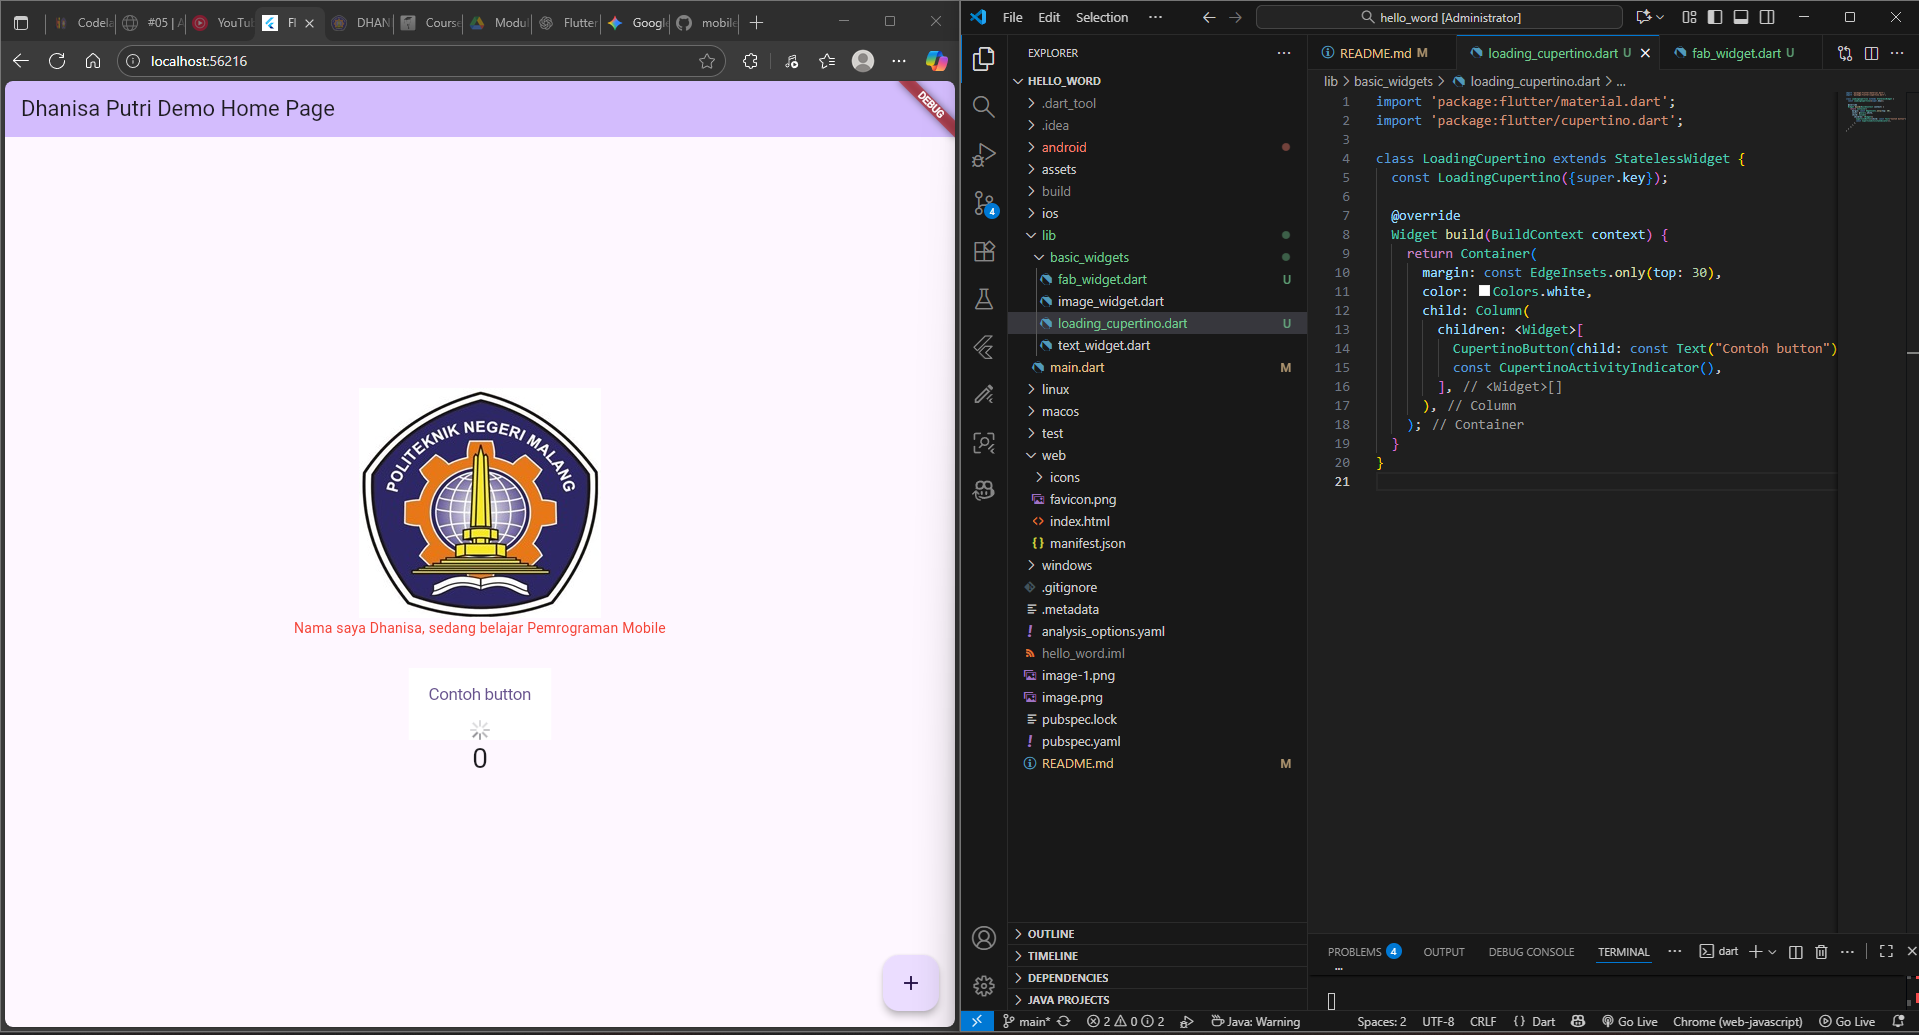 Codela
#05 | A
YouTu
Fl
DHAN
Course
Modul
Flutter
Google
mobile
localhost:56216
Dhanisa Putri Demo Home Page
DEBUG
POLITEKNIK NEGERI MALANG
Nama saya Dhanisa, sedang belajar Pemrograman Mobile
Contoh button
0
+
File Edit Selection ...
hello_word [Administrator]
EXPLORER
HELLO_WORD
.dart_tool
.idea
android
assets
build
ios
lib
basic_widgets
fab_widget.dart U
image_widget.dart
loading_cupertino.dart U
text_widget.dart
main.dart M
linux
macos
test
web
icons
favicon.png
index.html
manifest.json
windows
.gitignore
.metadata
analysis_options.yaml
hello_word.iml
image-1.png
image.png
pubspec.lock
pubspec.yaml
README.md M
OUTLINE
TIMELINE
DEPENDENCIES
JAVA PROJECTS
4
README.md M
loading_cupertino.dart U
fab_widget.dart U
lib > basic_widgets > loading_cupertino.dart > ...
1 import 'package:flutter/material.dart';
2 import 'package:flutter/cupertino.dart';
3
4 class LoadingCupertino extends StatelessWidget {
5 const LoadingCupertino({super.key});
6
7 @override
8 Widget build(BuildContext context) {
9 return Container(
10 margin: const EdgeInsets.only(top: 30),
11 color: Colors.white,
12 child: Column(
13 children: <Widget>[
14 CupertinoButton(child: const Text("Contoh button")
15 const CupertinoActivityIndicator(),
16 ], // <Widget>[]
17 ), // Column
18 ); // Container
19 }
20 }
21
PROBLEMS 4 OUTPUT DEBUG CONSOLE TERMINAL ... dart
main* 2 0 2 Java: Warning Spaces: 2 UTF-8 CRLF {} Dart Go Live Chrome (web-javascript) Go Live